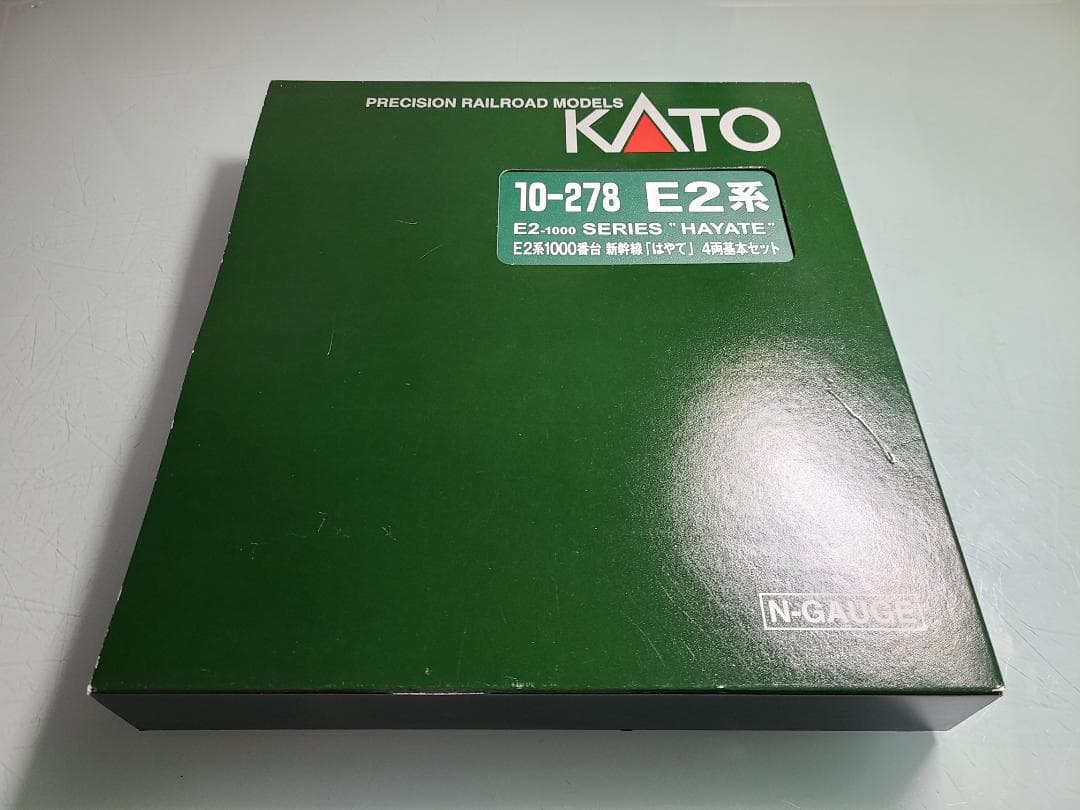 PRECISION RAILROAD MODELS
KATO
10-278 E2系
E2-1000 SERIES "HAYATE"
E2系1000番台 新幹線「はやて」 4両基本セット
N-GAUGE